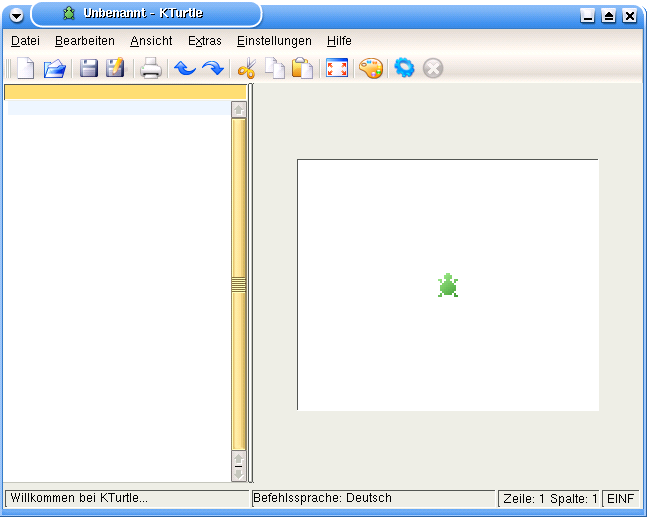 Unbenannt - KTurtle
Datei Bearbeiten Ansicht Extras Einstellungen Hilfe
Willkommen bei KTurtle... Befehlssprache: Deutsch Zeile: 1 Spalte: 1 EINF